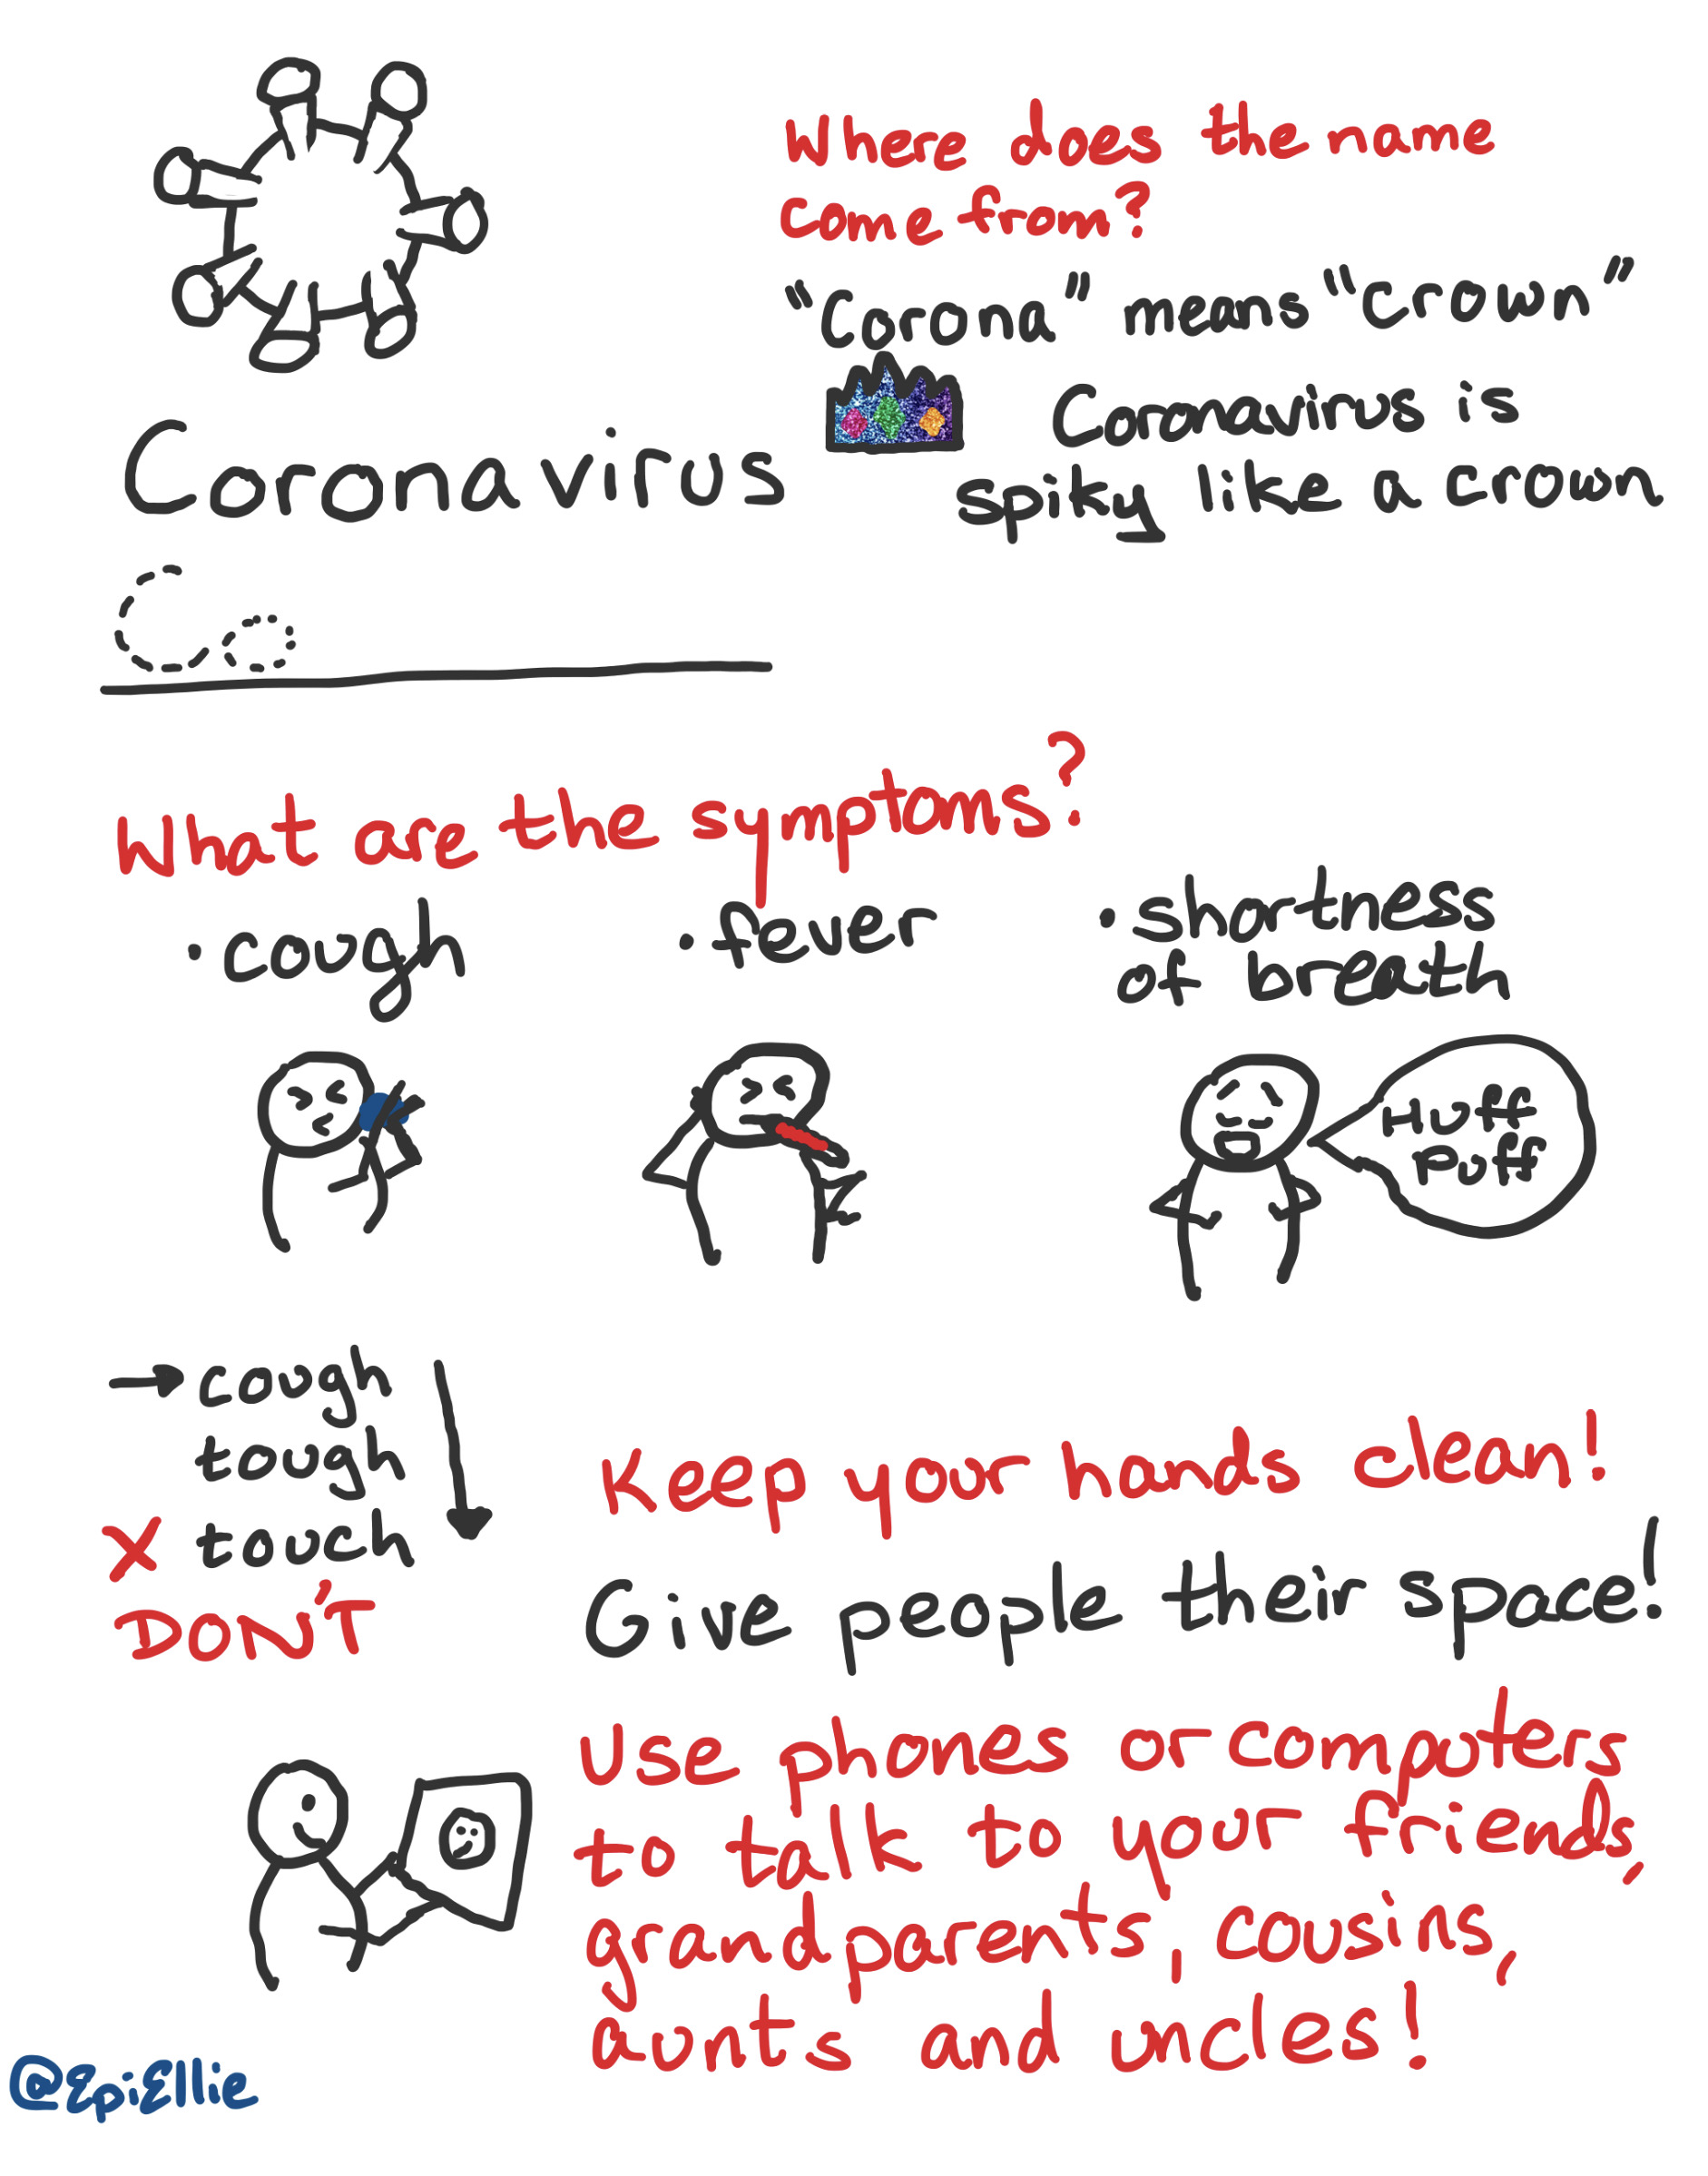 Where does the name
come from?
"Corona" means "crown"
Coronavirus is
spiky like a crown
Coronavirus
Co
What are the symptoms?
• cough
• fever
• shortness
of breath
Huff
Puff
→ cough
tough
X touch
DON'T
Keep your hands clean!
Give people their space!
Use phones or computers
to talk to your friends,
grandparents, cousins,
aunts and uncles!
@EpiEllie